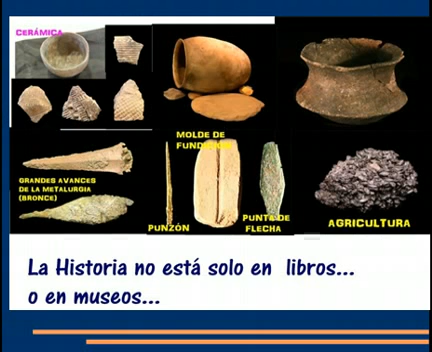 CERÁMICA
MOLDE DE
FUNDICIÓN
GRANDES AVANCES
DE LA METALURGIA
(BRONCE)
PUNZÓN
PUNTA DE
FLECHA
AGRICULTURA
La Historia no está solo en libros...
o en museos...